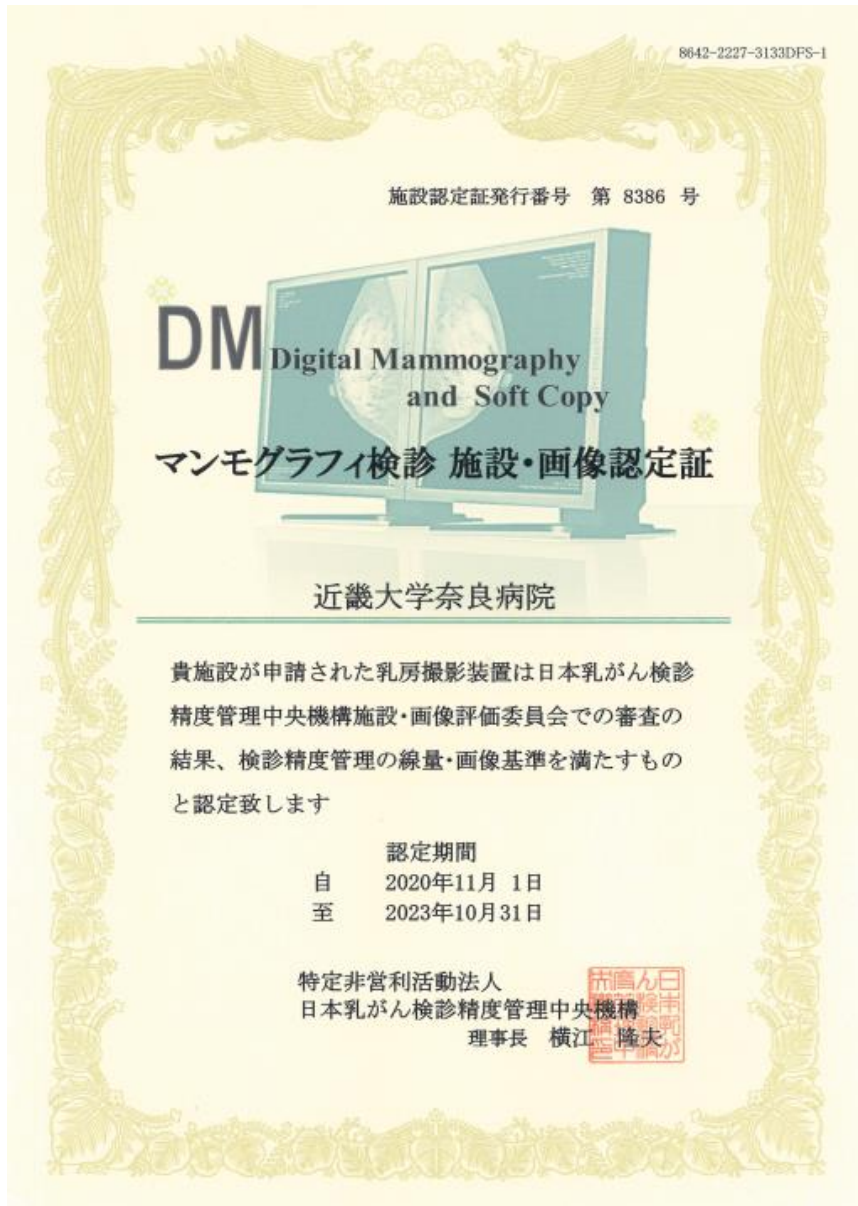 8642-2227-3133DFS-1
施設認定証発行番号 第 8386 号
DM Digital Mammography
and Soft Copy
マンモグラフィ検診 施設・画像認定証
近畿大学奈良病院
貴施設が申請された乳房撮影装置は日本乳がん検診
精度管理中央機構施設・画像評価委員会での審査の
結果、検診精度管理の線量・画像基準を満たすもの
と認定致します
認定期間
自 2020年11月 1日
至 2023年10月31日
特定非営利活動法人
日本乳がん検診精度管理中央機構
理事長 横江 隆夫